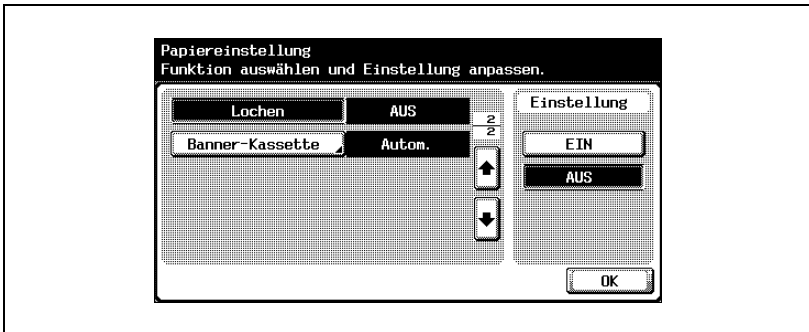 Papiereinstellung
Funktion auswählen und Einstellung anpassen.
Lochen AUS
Banner-Kassette Autom.
2
2
Einstellung
EIN
AUS
OK